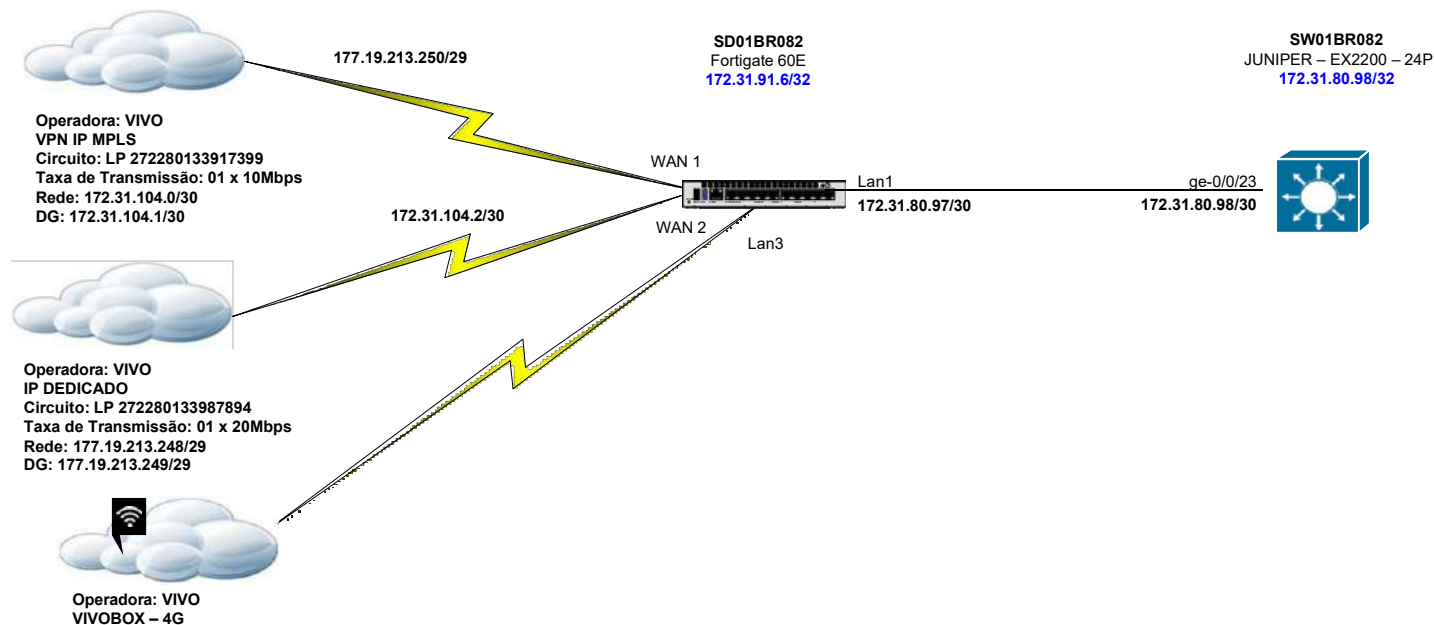 177.19.213.250/29
SD01BR082
Fortigate 60E
172.31.91.6/32
SW01BR082
JUNIPER – EX2200 – 24P
172.31.80.98/32
Operadora: VIVO
VPN IP MPLS
Circuito: LP 272280133917399
Taxa de Transmissão: 01 x 10Mbps
Rede: 172.31.104.0/30
DG: 172.31.104.1/30
WAN 1
Lan1
172.31.80.97/30
ge-0/0/23
172.31.80.98/30
172.31.104.2/30
WAN 2
Lan3
Operadora: VIVO
IP DEDICADO
Circuito: LP 272280133987894
Taxa de Transmissão: 01 x 20Mbps
Rede: 177.19.213.248/29
DG: 177.19.213.249/29
Operadora: VIVO
VIVOBOX – 4G